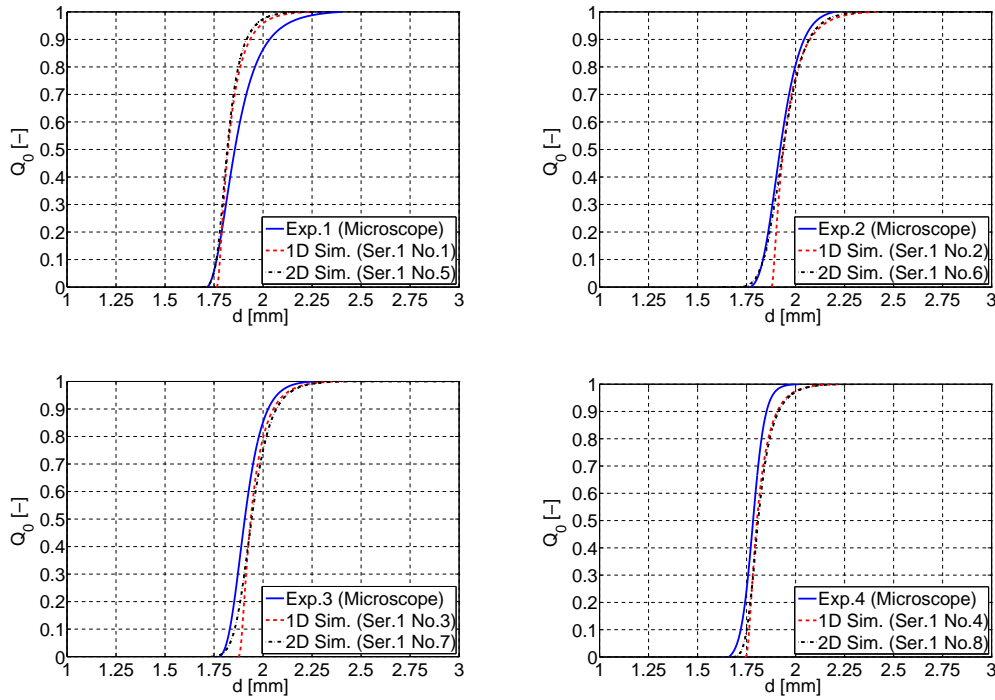 1
0.9
0.8
0.7
0.6
0.5
0.4
0.3
0.2
0.1
0
Q0 [−]
1 1.25 1.5 1.75 2 2.25 2.5 2.75 3
d [mm]
Exp.1 (Microscope)
1D Sim. (Ser.1 No.1)
2D Sim. (Ser.1 No.5)
1
0.9
0.8
0.7
0.6
0.5
0.4
0.3
0.2
0.1
0
Q0 [−]
1 1.25 1.5 1.75 2 2.25 2.5 2.75 3
d [mm]
Exp.2 (Microscope)
1D Sim. (Ser.1 No.2)
2D Sim. (Ser.1 No.6)
1
0.9
0.8
0.7
0.6
0.5
0.4
0.3
0.2
0.1
0
Q0 [−]
1 1.25 1.5 1.75 2 2.25 2.5 2.75 3
d [mm]
Exp.3 (Microscope)
1D Sim. (Ser.1 No.3)
2D Sim. (Ser.1 No.7)
1
0.9
0.8
0.7
0.6
0.5
0.4
0.3
0.2
0.1
0
Q0 [−]
1 1.25 1.5 1.75 2 2.25 2.5 2.75 3
d [mm]
Exp.4 (Microscope)
1D Sim. (Ser.1 No.4)
2D Sim. (Ser.1 No.8)